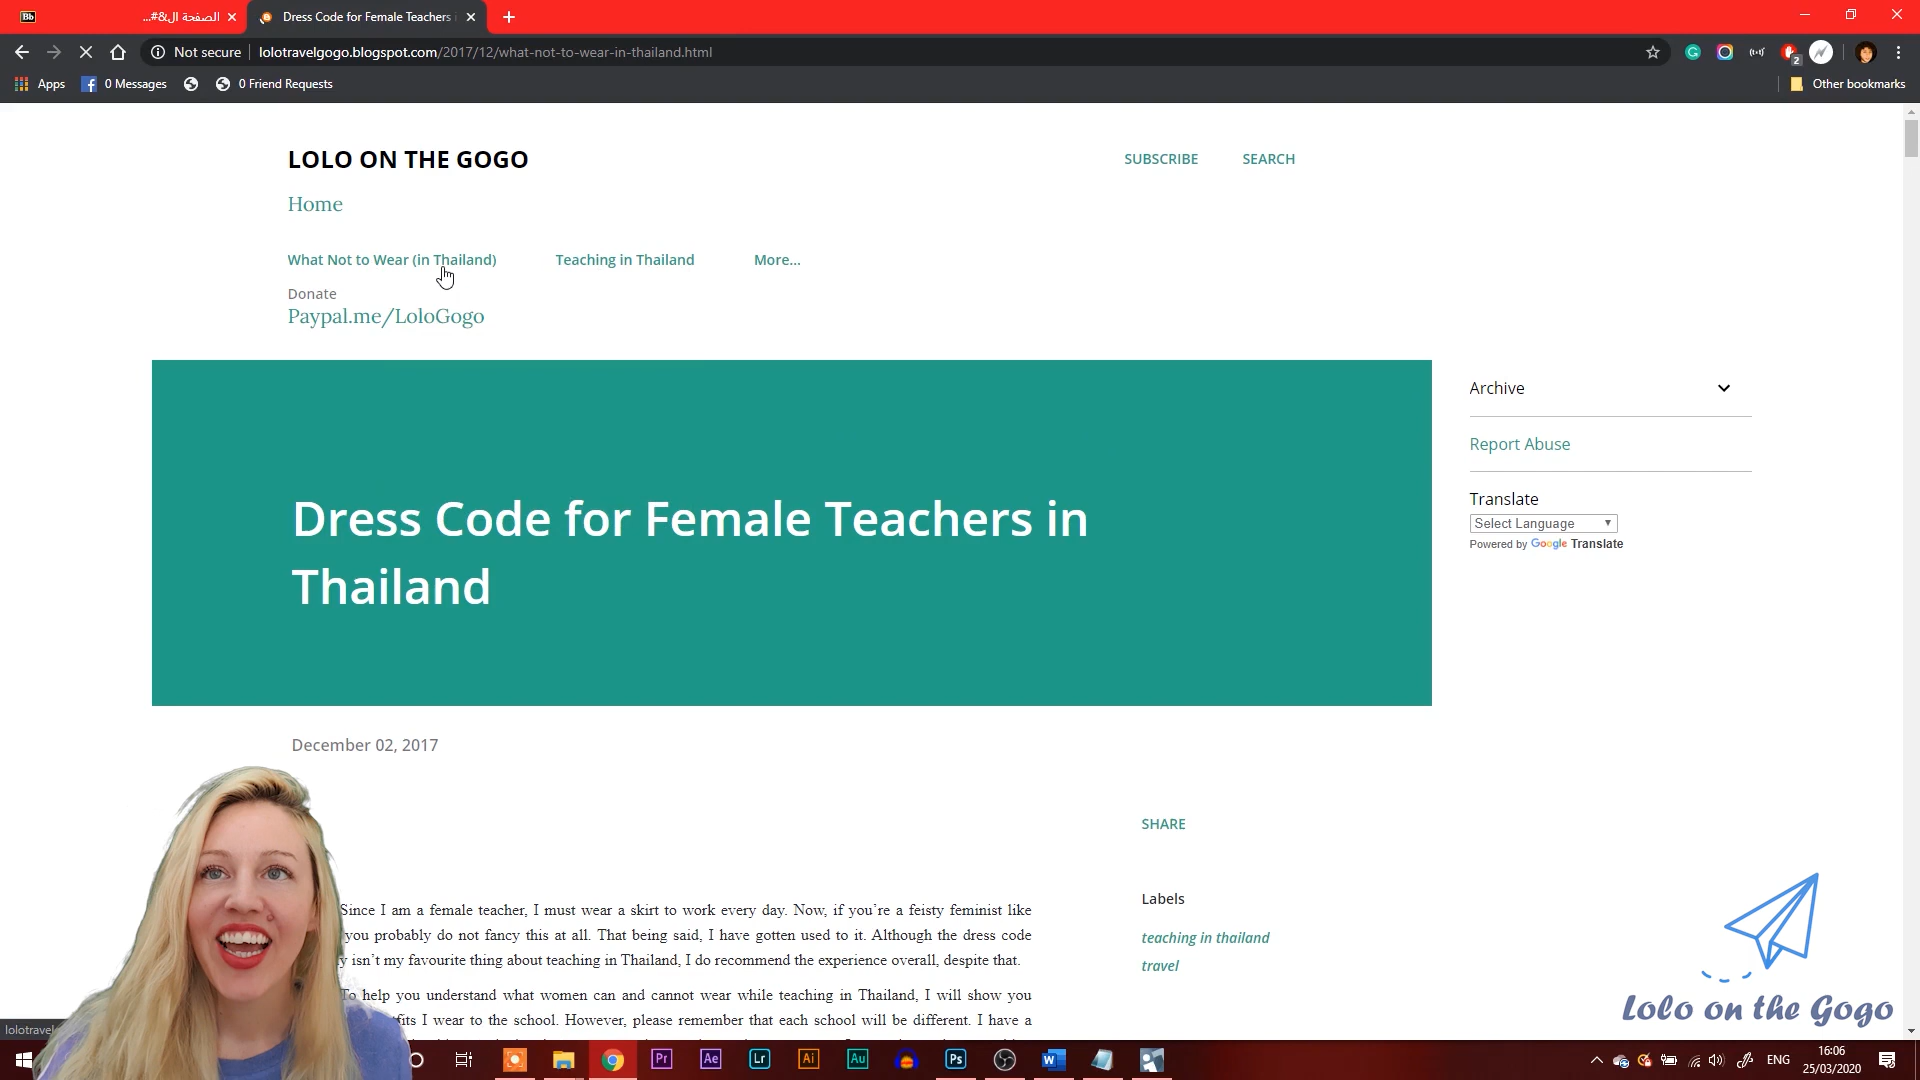 Bb
الصفحة ال&#...
Dress Code for Female Teachers
Not secure
lolotravelgogo.blogspot.com/2017/12/what-not-to-wear-in-thailand.html
2
Apps
0 Messages
0 Friend Requests
Other bookmarks
LOLO ON THE GOGO
SUBSCRIBE
SEARCH
Home
What Not to Wear (in Thailand)
Teaching in Thailand
More...
Donate
Paypal.me/LoloGogo
Archive
Report Abuse
Translate
Select Language
Powered by Google Translate
Dress Code for Female Teachers in
Thailand
December 02, 2017
SHARE
Labels
teaching in thailand
travel
Since I am a female teacher, I must wear a skirt to work every day. Now, if you're a feisty feminist like
you probably do not fancy this at all. That being said, I have gotten used to it. Although the dress code
isn't my favourite thing about teaching in Thailand, I do recommend the experience overall, despite that.
To help you understand what women can and cannot wear while teaching in Thailand, I will show you
I wear to the school. However, please remember that each school will be different. I have a
Lolo on the Gogo
lolotravel
Pr
Ae
Lr
Ai
Au
Ps
W
ENG
16:06
25/03/2020